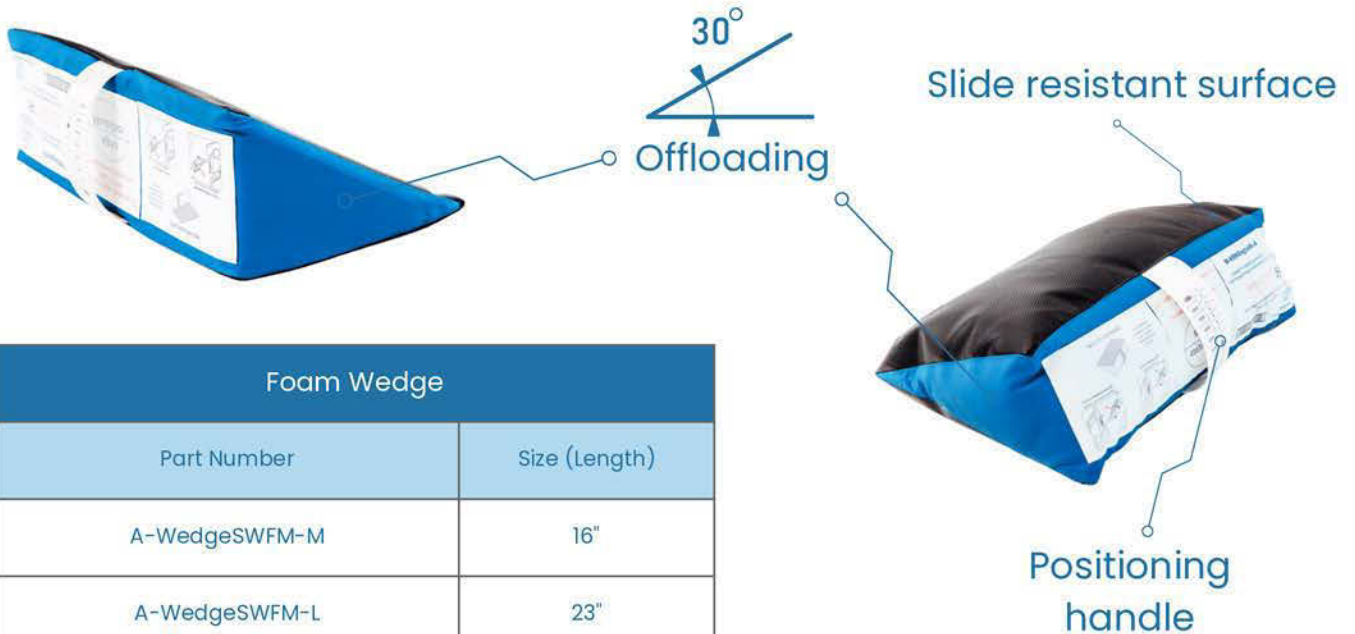 30°
Offloading
Slide resistant surface
Positioning
handle
Foam Wedge
Part Number
Size (Length)
A-WedgeSWFM-M
16"
A-WedgeSWFM-L
23"